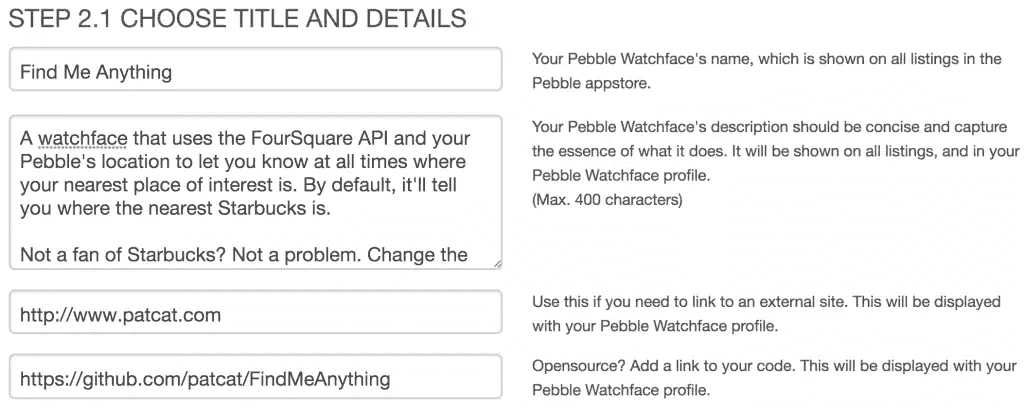 STEP 2.1 CHOOSE TITLE AND DETAILS
Find Me Anything
Your Pebble Watchface's name, which is shown on all listings in the
Pebble appstore.
A watchface that uses the FourSquare API and your
Pebble's location to let you know at all times where
your nearest place of interest is. By default, it'll tell
you where the nearest Starbucks is.
Not a fan of Starbucks? Not a problem. Change the
Your Pebble Watchface's description should be concise and capture
the essence of what it does. It will be shown on all listings, and in your
Pebble Watchface profile.
(Max. 400 characters)
http://www.patcat.com
Use this if you need to link to an external site. This will be displayed
with your Pebble Watchface profile.
https://github.com/patcat/FindMeAnything
Opensource? Add a link to your code. This will be displayed with your
Pebble Watchface profile.